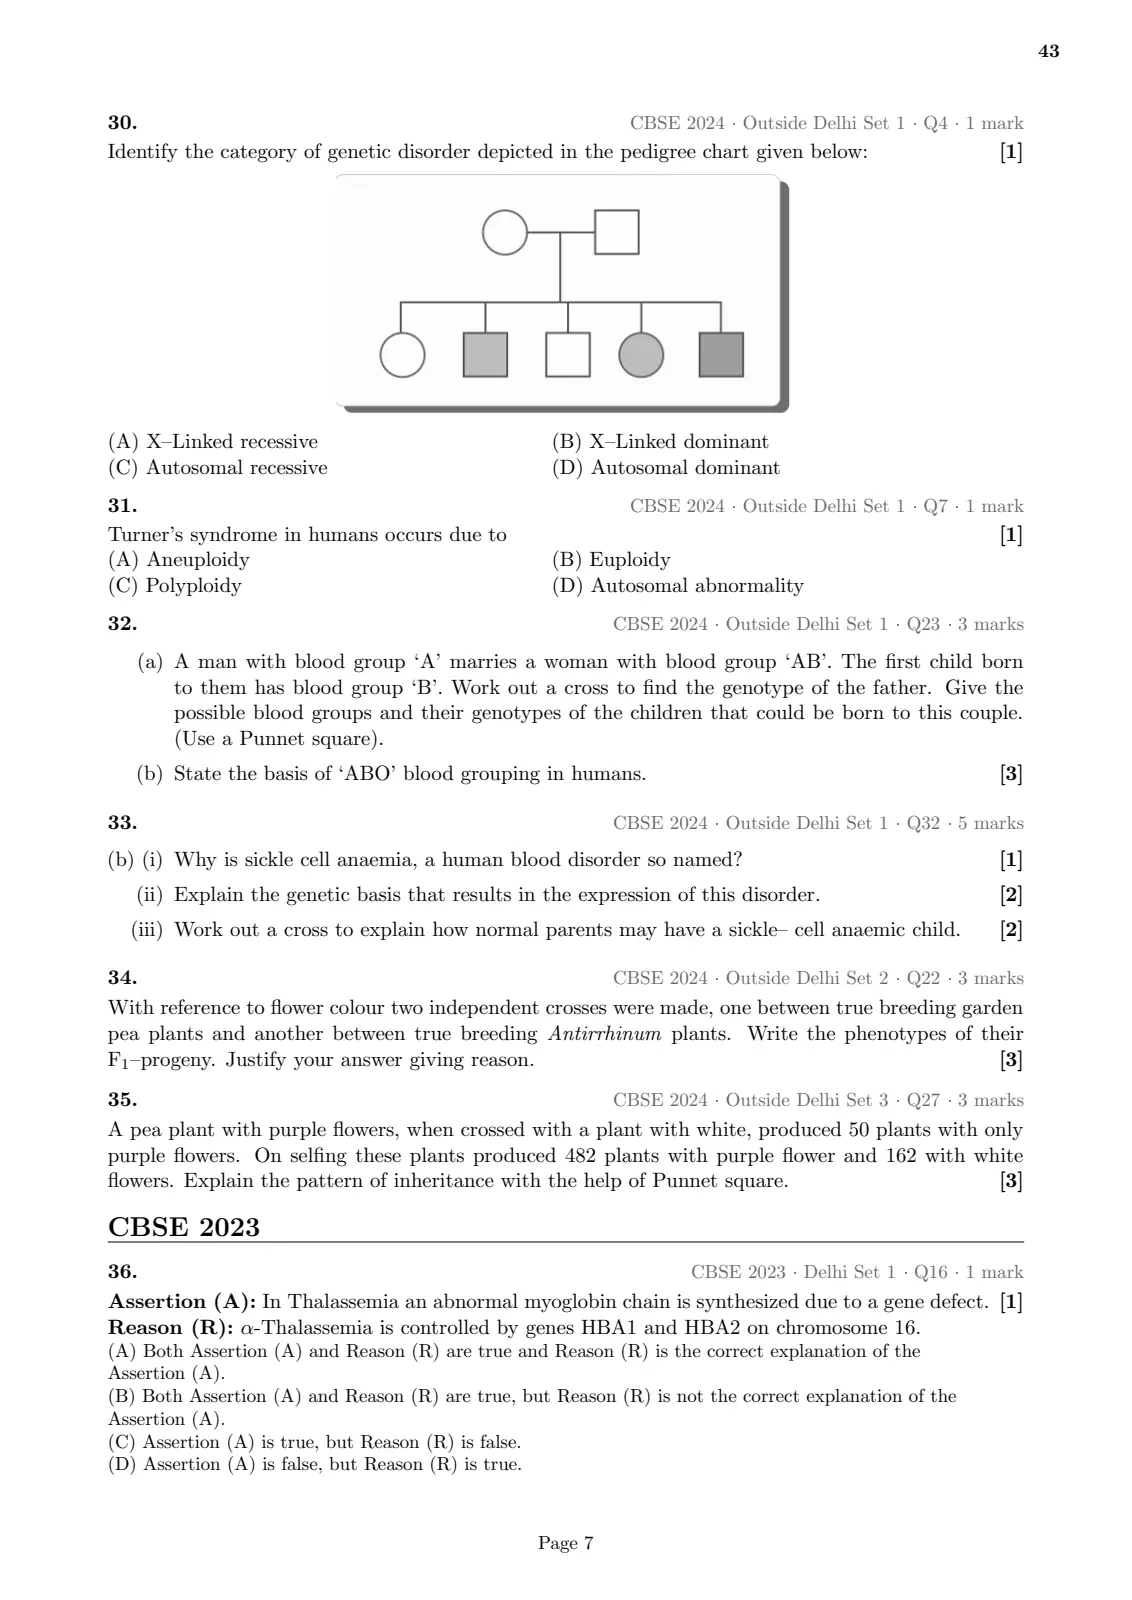 43
30. CBSE 2024 · Outside Delhi Set 1 · Q4 · 1 mark
Identify the category of genetic disorder depicted in the pedigree chart given below: [1]
(A) X–Linked recessive (B) X–Linked dominant
(C) Autosomal recessive (D) Autosomal dominant
31. CBSE 2024 · Outside Delhi Set 1 · Q7 · 1 mark
Turner's syndrome in humans occurs due to [1]
(A) Aneuploidy (B) Euploidy
(C) Polyploidy (D) Autosomal abnormality
32. CBSE 2024 · Outside Delhi Set 1 · Q23 · 3 marks
(a) A man with blood group ‘A’ marries a woman with blood group ‘AB’. The first child born
to them has blood group ‘B’. Work out a cross to find the genotype of the father. Give the
possible blood groups and their genotypes of the children that could be born to this couple.
(Use a Punnet square).
(b) State the basis of ‘ABO’ blood grouping in humans. [3]
33. CBSE 2024 · Outside Delhi Set 1 · Q32 · 5 marks
(b) (i) Why is sickle cell anaemia, a human blood disorder so named? [1]
(ii) Explain the genetic basis that results in the expression of this disorder. [2]
(iii) Work out a cross to explain how normal parents may have a sickle– cell anaemic child. [2]
34. CBSE 2024 · Outside Delhi Set 2 · Q22 · 3 marks
With reference to flower colour two independent crosses were made, one between true breeding garden
pea plants and another between true breeding Antirrhinum plants. Write the phenotypes of their
F1–progeny. Justify your answer giving reason. [3]
35. CBSE 2024 · Outside Delhi Set 3 · Q27 · 3 marks
A pea plant with purple flowers, when crossed with a plant with white, produced 50 plants with only
purple flowers. On selfing these plants produced 482 plants with purple flower and 162 with white
flowers. Explain the pattern of inheritance with the help of Punnet square. [3]
CBSE 2023
36. CBSE 2023 · Delhi Set 1 · Q16 · 1 mark
Assertion (A): In Thalassemia an abnormal myoglobin chain is synthesized due to a gene defect. [1]
Reason (R): α-Thalassemia is controlled by genes HBA1 and HBA2 on chromosome 16.
(A) Both Assertion (A) and Reason (R) are true and Reason (R) is the correct explanation of the
Assertion (A).
(B) Both Assertion (A) and Reason (R) are true, but Reason (R) is not the correct explanation of the
Assertion (A).
(C) Assertion (A) is true, but Reason (R) is false.
(D) Assertion (A) is false, but Reason (R) is true.
Page 7